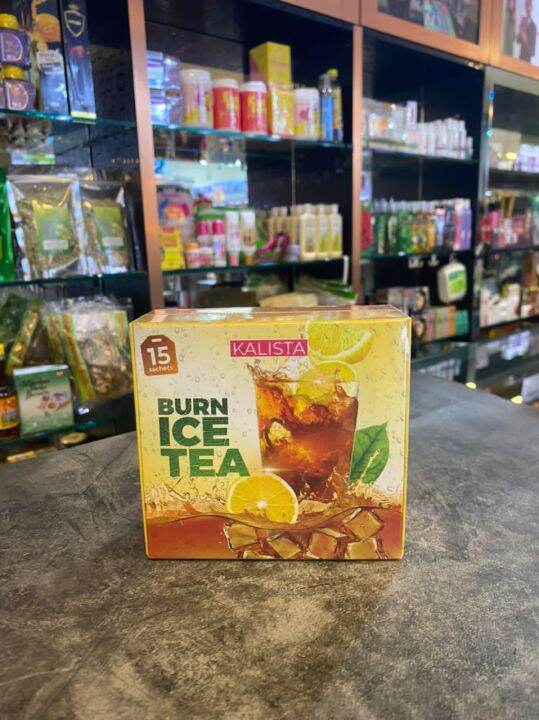 15
sachets
KALISTA
BURN
ICE
TEA